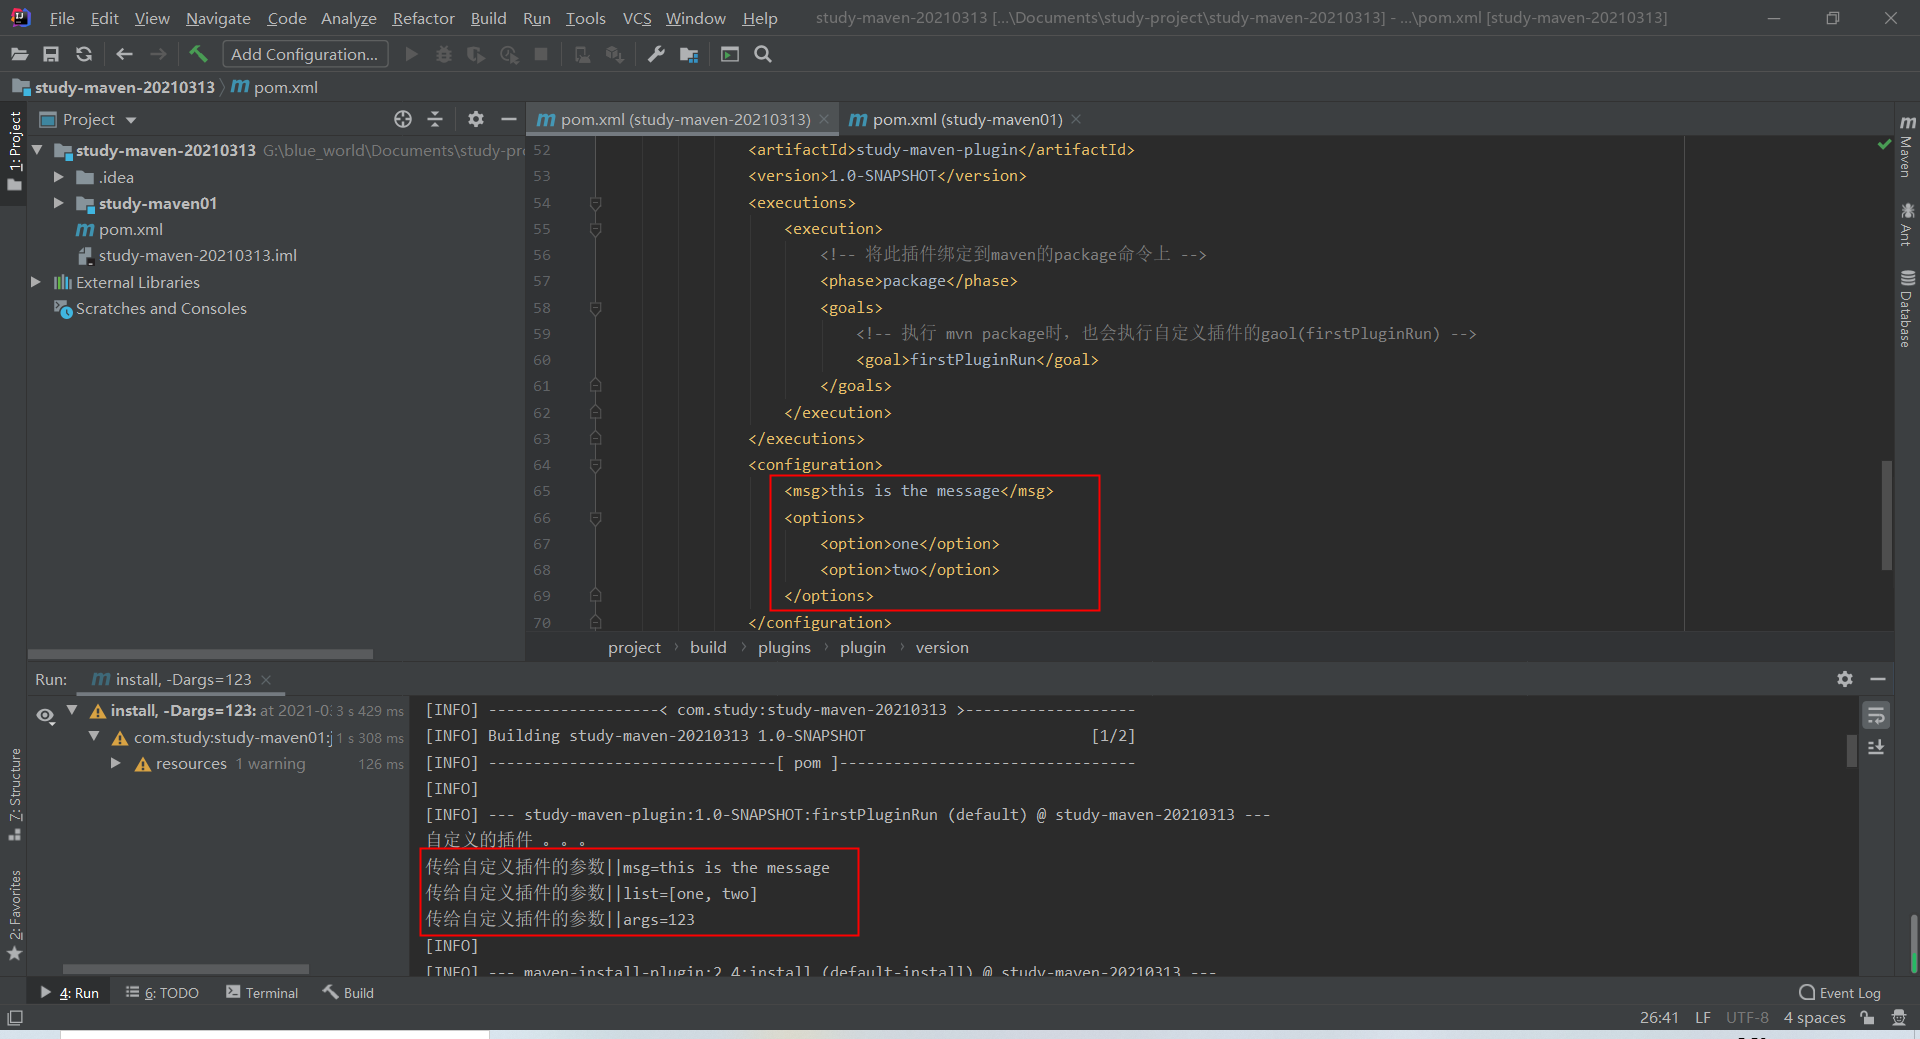 File Edit View Navigate Code Analyze Refactor Build Run Tools VCS Window Help study-maven-20210313 [...\Documents\study-project\study-maven-20210313] - ...\pom.xml [study-maven-20210313]
Add Configuration...
study-maven-20210313 pom.xml
Project
pom.xml (study-maven-20210313)
pom.xml (study-maven01)
1: Project
study-maven-20210313 G:\blue_world\Documents\study-pr
.idea
study-maven01
pom.xml
study-maven-20210313.iml
External Libraries
Scratches and Consoles
52 <artifactId>study-maven-plugin</artifactId>
53 <version>1.0-SNAPSHOT</version>
54 <executions>
55 <execution>
56 <!-- 将此插件绑定到maven的package命令上 -->
57 <phase>package</phase>
58 <goals>
59 <!-- 执行 mvn package时，也会执行自定义插件的gaol(firstPluginRun) -->
60 <goal>firstPluginRun</goal>
61 </goals>
62 </execution>
63 </executions>
64 <configuration>
65 <msg>this is the message</msg>
66 <options>
67 <option>one</option>
68 <option>two</option>
69 </options>
70 </configuration>
project › build › plugins › plugin › version
Maven
Ant
Database
Run: install, -Dargs=123
install, -Dargs=123: at 2021-0 3 s 429 ms
com.study:study-maven01:j 1 s 308 ms
resources 1 warning 126 ms
[INFO] -------------------< com.study:study-maven-20210313 >-------------------
[INFO] Building study-maven-20210313 1.0-SNAPSHOT [1/2]
[INFO] --------------------------------[ pom ]---------------------------------
[INFO]
[INFO] --- study-maven-plugin:1.0-SNAPSHOT:firstPluginRun (default) @ study-maven-20210313 ---
自定义的插件 。。。
传给自定义插件的参数||msg=this is the message
传给自定义插件的参数||list=[one, two]
传给自定义插件的参数||args=123
[INFO]
[INFO] --- maven-install-plugin:2.4:install (default-install) @ study-maven-20210313 ---
7: Structure
2: Favorites
4: Run 6: TODO Terminal Build Event Log
26:41 LF UTF-8 4 spaces